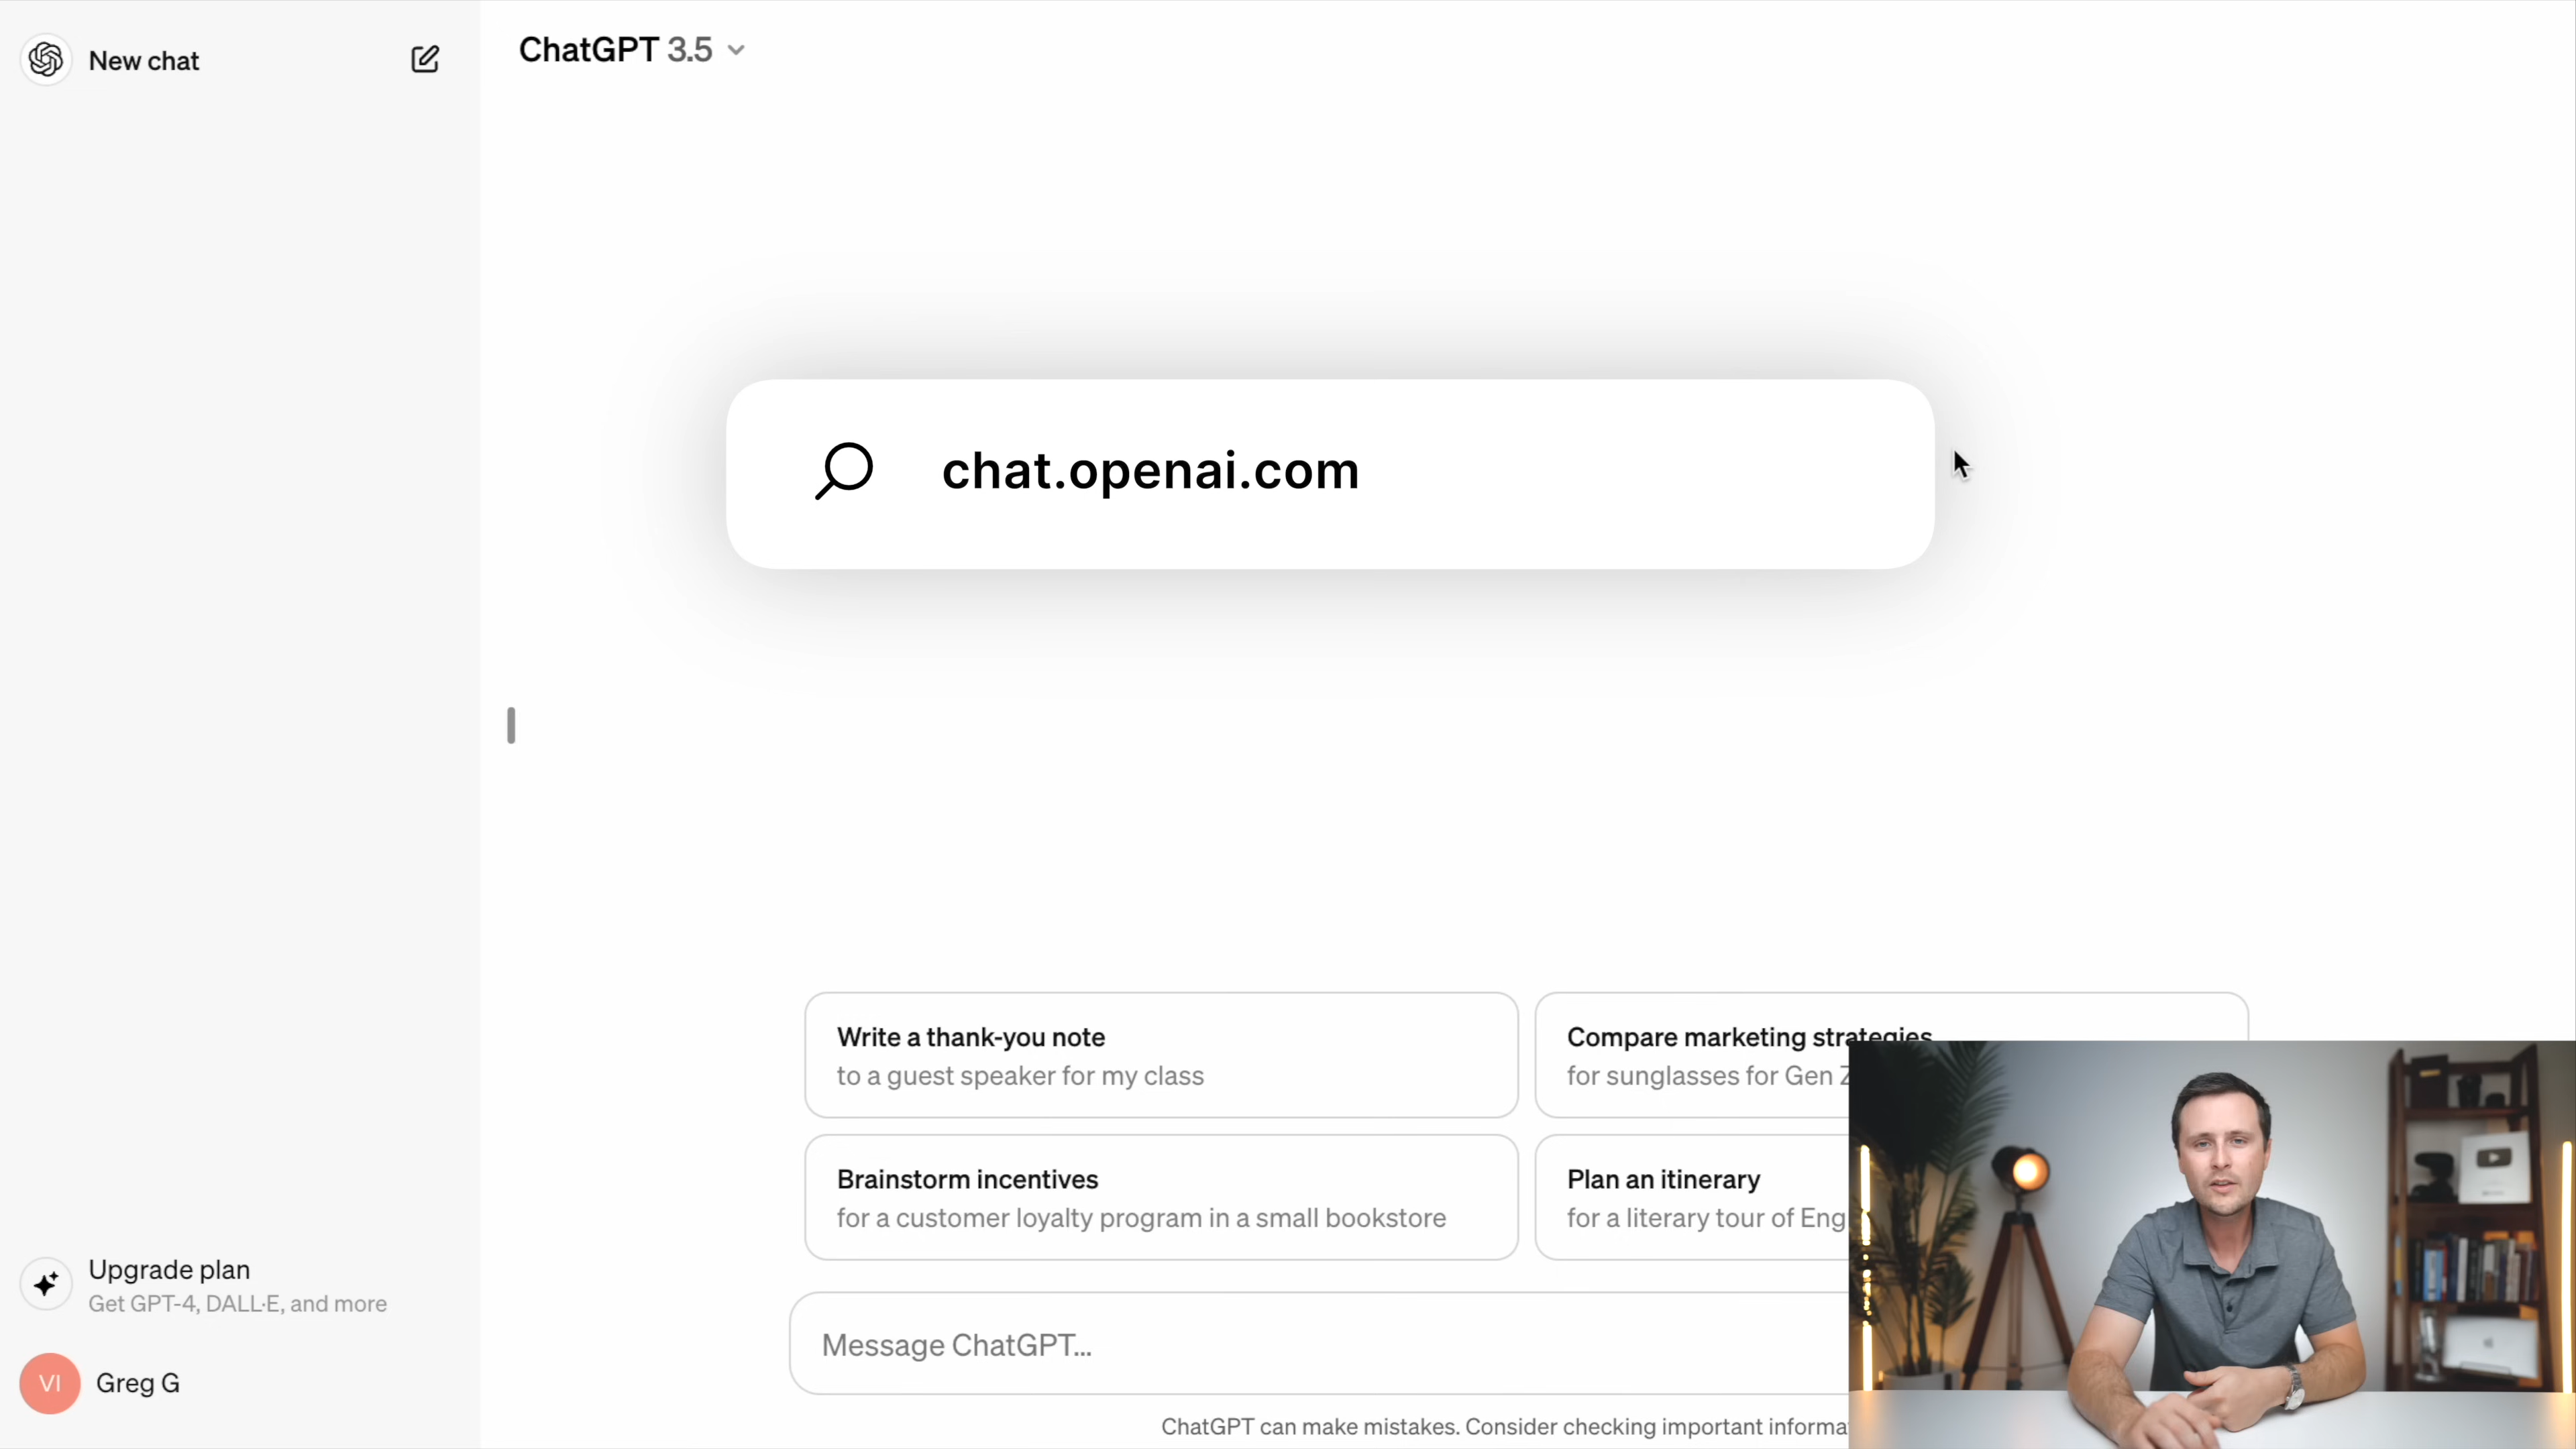 New chat
ChatGPT 3.5
chat.openai.com
Write a thank-you note
to a guest speaker for my class
Compare marketing strategies
for sunglasses for Gen
Brainstorm incentives
for a customer loyalty program in a small bookstore
Plan an itinerary
for a literary tour of Eng
Upgrade plan
Get GPT-4, DALL·E, and more
Message ChatGPT...
VI
Greg G
ChatGPT can make mistakes. Consider checking important informa